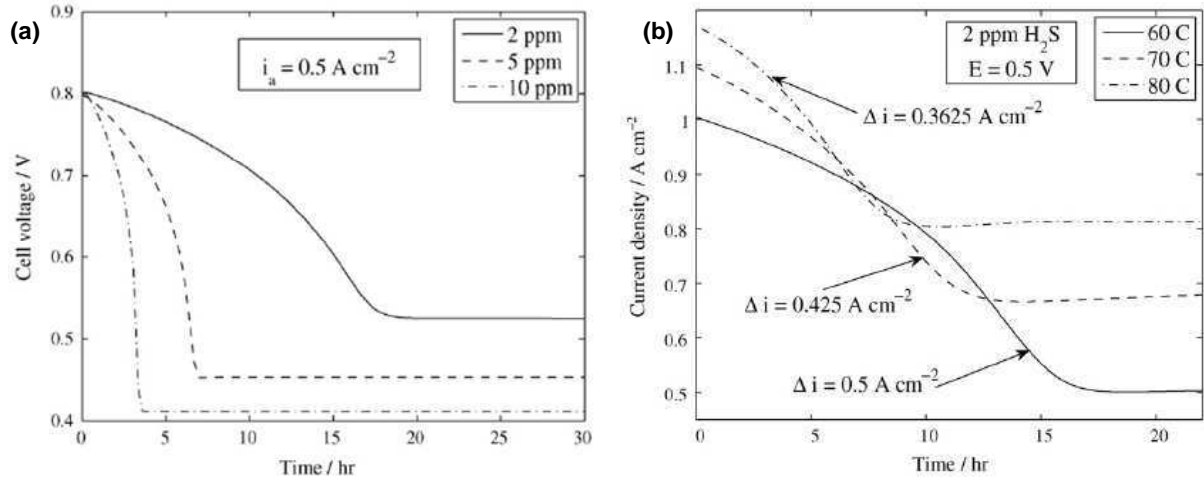 (a)
0.9
0.8
0.7
0.6
0.5
0.4
Cell voltage / V
i_a = 0.5 A cm⁻²
2 ppm
5 ppm
10 ppm
0 5 10 15 20 25 30
Time / hr
(b)
1.1
1
0.9
0.8
0.7
0.6
0.5
Current density / A cm⁻²
2 ppm H₂S
E = 0.5 V
60 C
70 C
80 C
Δ i = 0.3625 A cm⁻²
Δ i = 0.425 A cm⁻²
Δ i = 0.5 A cm⁻²
0 5 10 15 20
Time / hr